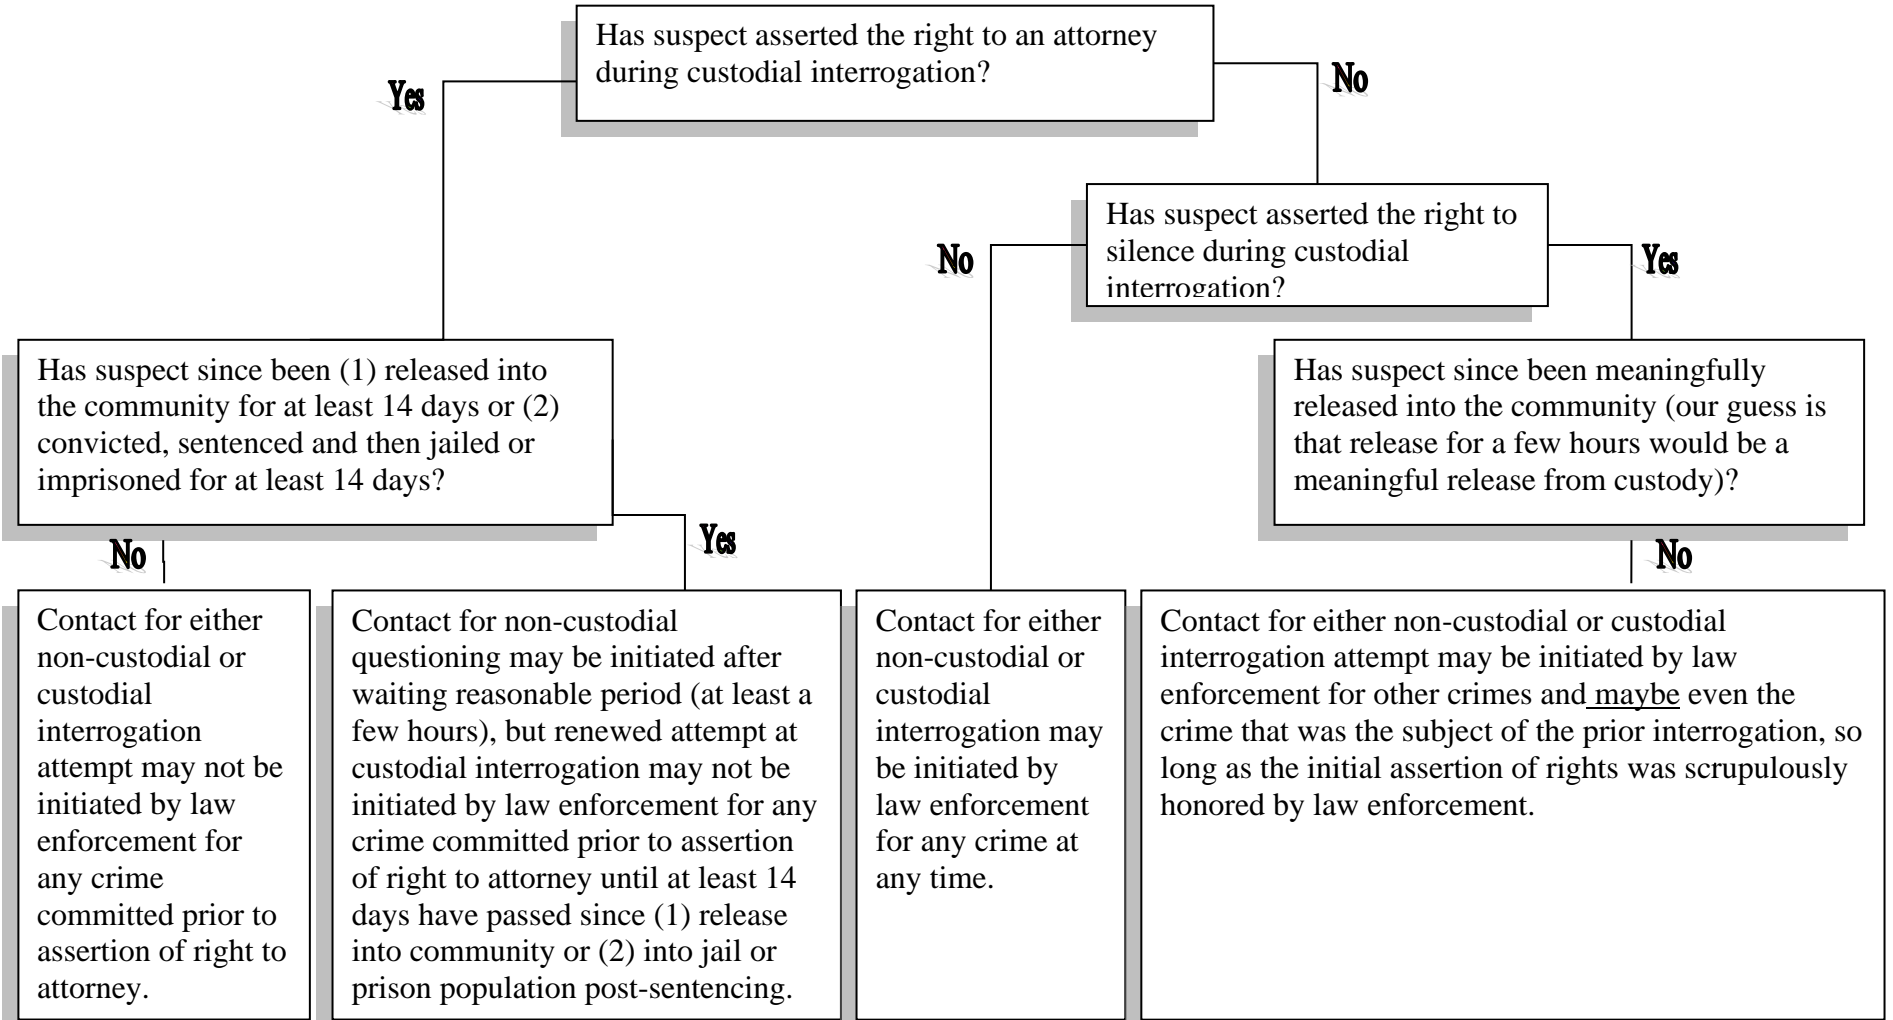 Has suspect asserted the right to an attorney
during custodial interrogation?
Yes
No
Has suspect asserted the right to
silence during custodial
interrogation?
No
Yes
Has suspect since been (1) released into
the community for at least 14 days or (2)
convicted, sentenced and then jailed or
imprisoned for at least 14 days?
Has suspect since been meaningfully
released into the community (our guess is
that release for a few hours would be a
meaningful release from custody)?
No
Yes
No
Contact for either
non-custodial or
custodial
interrogation
attempt may not be
initiated by law
enforcement for
any crime
committed prior to
assertion of right to
attorney.
Contact for non-custodial
questioning may be initiated after
waiting reasonable period (at least a
few hours), but renewed attempt at
custodial interrogation may not be
initiated by law enforcement for any
crime committed prior to assertion
of right to attorney until at least 14
days have passed since (1) release
into community or (2) into jail or
prison population post-sentencing.
Contact for either
non-custodial or
custodial
interrogation may
be initiated by
law enforcement
for any crime at
any time.
Contact for either non-custodial or custodial
interrogation attempt may be initiated by law
enforcement for other crimes and maybe even the
crime that was the subject of the prior interrogation, so
long as the initial assertion of rights was scrupulously
honored by law enforcement.